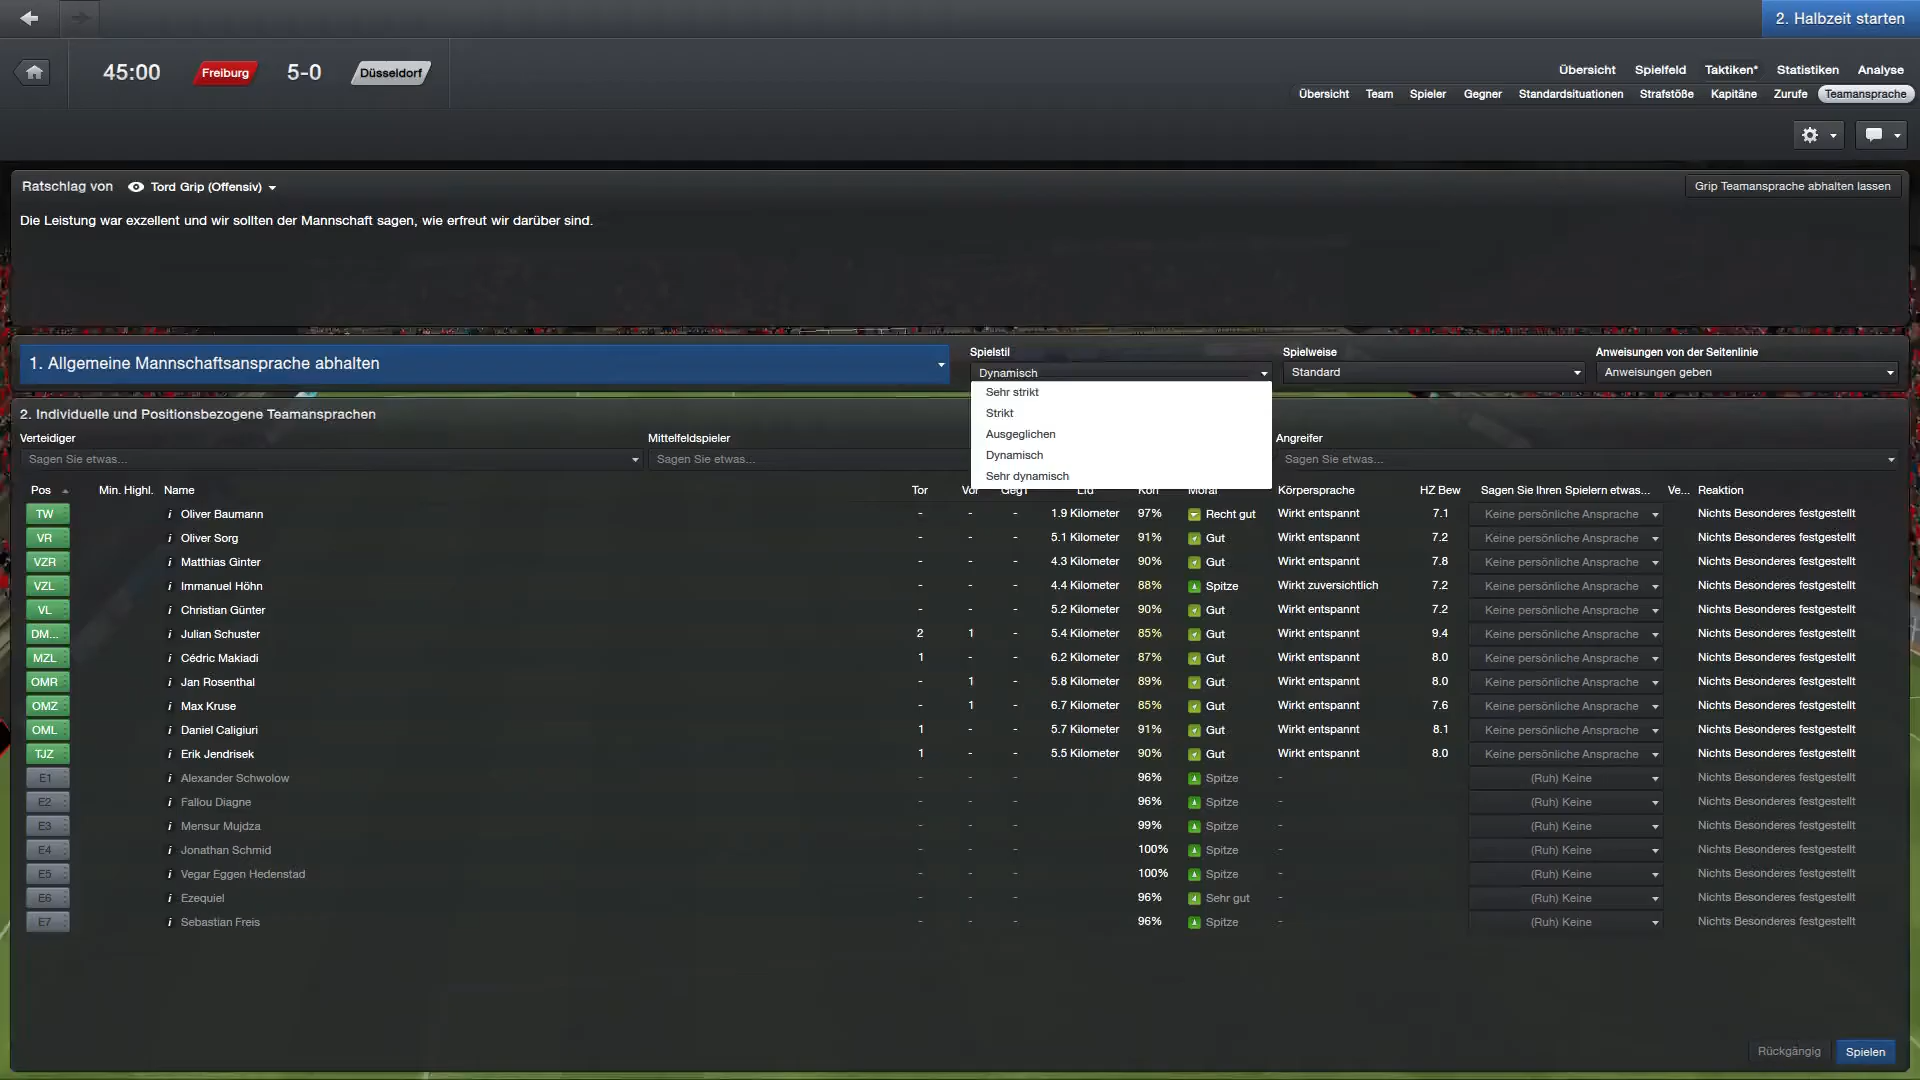 2. Halbzeit starten
45:00 Freiburg 5-0 Düsseldorf
Übersicht Spielfeld Taktiken* Statistiken Analyse
Übersicht Team Spieler Gegner Standardsituationen Strafstöße Kapitäne Zurufe Teamansprache
Ratschlag von Tord Grip (Offensiv) Grip Teamansprache abhalten lassen
Die Leistung war exzellent und wir sollten der Mannschaft sagen, wie erfreut wir darüber sind.
Spielstil Spielweise Anweisungen von der Seitenlinie
1. Allgemeine Mannschaftsansprache abhalten Dynamisch Standard Anweisungen geben
Sehr strikt
Strikt
Ausgeglichen
Dynamisch
Sehr dynamisch
2. Individuelle und Positionsbezogene Teamansprachen
Verteidiger Mittelfeldspieler Angreifer
Sagen Sie etwas... Sagen Sie etwas... Sagen Sie etwas...
Pos Min. Highl. Name Tor Vor GegT Lfd Kon Moral Körpersprache HZ Bew Sagen Sie Ihren Spielern etwas... Ve... Reaktion
TW i Oliver Baumann - - - 1.9 Kilometer 97% Recht gut Wirkt entspannt 7.1 Keine persönliche Ansprache Nichts Besonderes festgestellt
VR i Oliver Sorg - - - 5.1 Kilometer 91% Gut Wirkt entspannt 7.2 Keine persönliche Ansprache Nichts Besonderes festgestellt
VZR i Matthias Ginter - - - 4.3 Kilometer 90% Gut Wirkt entspannt 7.8 Keine persönliche Ansprache Nichts Besonderes festgestellt
VZL i Immanuel Höhn - - - 4.4 Kilometer 88% Spitze Wirkt zuversichtlich 7.2 Keine persönliche Ansprache Nichts Besonderes festgestellt
VL i Christian Günter - - - 5.2 Kilometer 90% Gut Wirkt entspannt 7.2 Keine persönliche Ansprache Nichts Besonderes festgestellt
DM... i Julian Schuster 2 1 - 5.4 Kilometer 85% Gut Wirkt entspannt 9.4 Keine persönliche Ansprache Nichts Besonderes festgestellt
MZL i Cédric Makiadi 1 - - 6.2 Kilometer 87% Gut Wirkt entspannt 8.0 Keine persönliche Ansprache Nichts Besonderes festgestellt
OMR i Jan Rosenthal - 1 - 5.8 Kilometer 89% Gut Wirkt entspannt 8.0 Keine persönliche Ansprache Nichts Besonderes festgestellt
OMZ i Max Kruse - 1 - 6.7 Kilometer 85% Gut Wirkt entspannt 7.6 Keine persönliche Ansprache Nichts Besonderes festgestellt
OML i Daniel Caligiuri 1 - - 5.7 Kilometer 91% Gut Wirkt entspannt 8.1 Keine persönliche Ansprache Nichts Besonderes festgestellt
TJZ i Erik Jendrisek 1 - - 5.5 Kilometer 90% Gut Wirkt entspannt 8.0 Keine persönliche Ansprache Nichts Besonderes festgestellt
E1 i Alexander Schwolow - - - 96% Spitze - (Ruh) Keine Nichts Besonderes festgestellt
E2 i Fallou Diagne - - - 96% Spitze - (Ruh) Keine Nichts Besonderes festgestellt
E3 i Mensur Mujdza - - - 99% Spitze - (Ruh) Keine Nichts Besonderes festgestellt
E4 i Jonathan Schmid - - - 100% Spitze - (Ruh) Keine Nichts Besonderes festgestellt
E5 i Vegar Eggen Hedenstad - - - 100% Spitze - (Ruh) Keine Nichts Besonderes festgestellt
E6 i Ezequiel - - - 96% Sehr gut - (Ruh) Keine Nichts Besonderes festgestellt
E7 i Sebastian Freis - - - 96% Spitze - (Ruh) Keine Nichts Besonderes festgestellt
Rückgängig Spielen